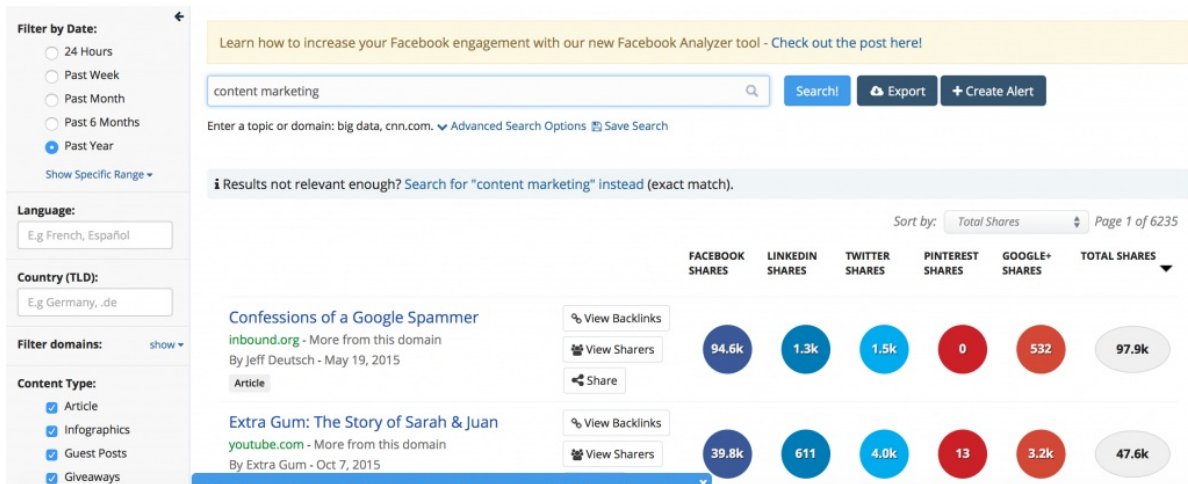 Filter by Date:
24 Hours
Past Week
Past Month
Past 6 Months
Past Year
Show Specific Range
Language:
E.g French, Español
Country (TLD):
E.g Germany, .de
Filter domains: show
Content Type:
Article
Infographics
Guest Posts
Giveaways
Learn how to increase your Facebook engagement with our new Facebook Analyzer tool - Check out the post here!
content marketing
Search!
Export
+ Create Alert
Enter a topic or domain: big data, cnn.com. Advanced Search Options Save Search
i Results not relevant enough? Search for "content marketing" instead (exact match).
Sort by: Total Shares Page 1 of 6235
FACEBOOK SHARES
LINKEDIN SHARES
TWITTER SHARES
PINTEREST SHARES
GOOGLE+ SHARES
TOTAL SHARES
Confessions of a Google Spammer
inbound.org - More from this domain
By Jeff Deutsch - May 19, 2015
Article
View Backlinks
View Sharers
Share
94.6k 1.3k 1.5k 0 532 97.9k
Extra Gum: The Story of Sarah & Juan
youtube.com - More from this domain
By Extra Gum - Oct 7, 2015
View Backlinks
View Sharers
39.8k 611 4.0k 13 3.2k 47.6k
x